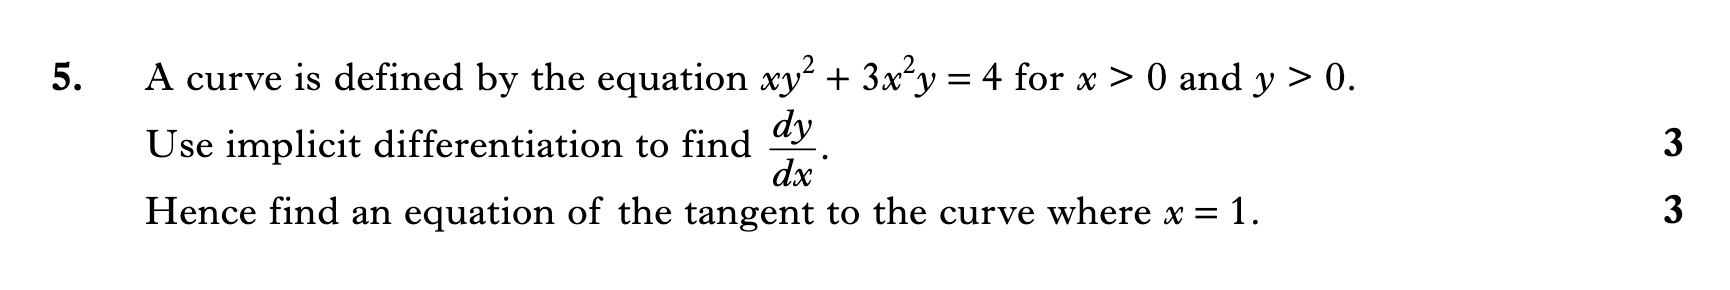 5. A curve is defined by the equation xy² + 3x²y = 4 for x > 0 and y > 0.
Use implicit differentiation to find dy/dx. 3
Hence find an equation of the tangent to the curve where x = 1. 3